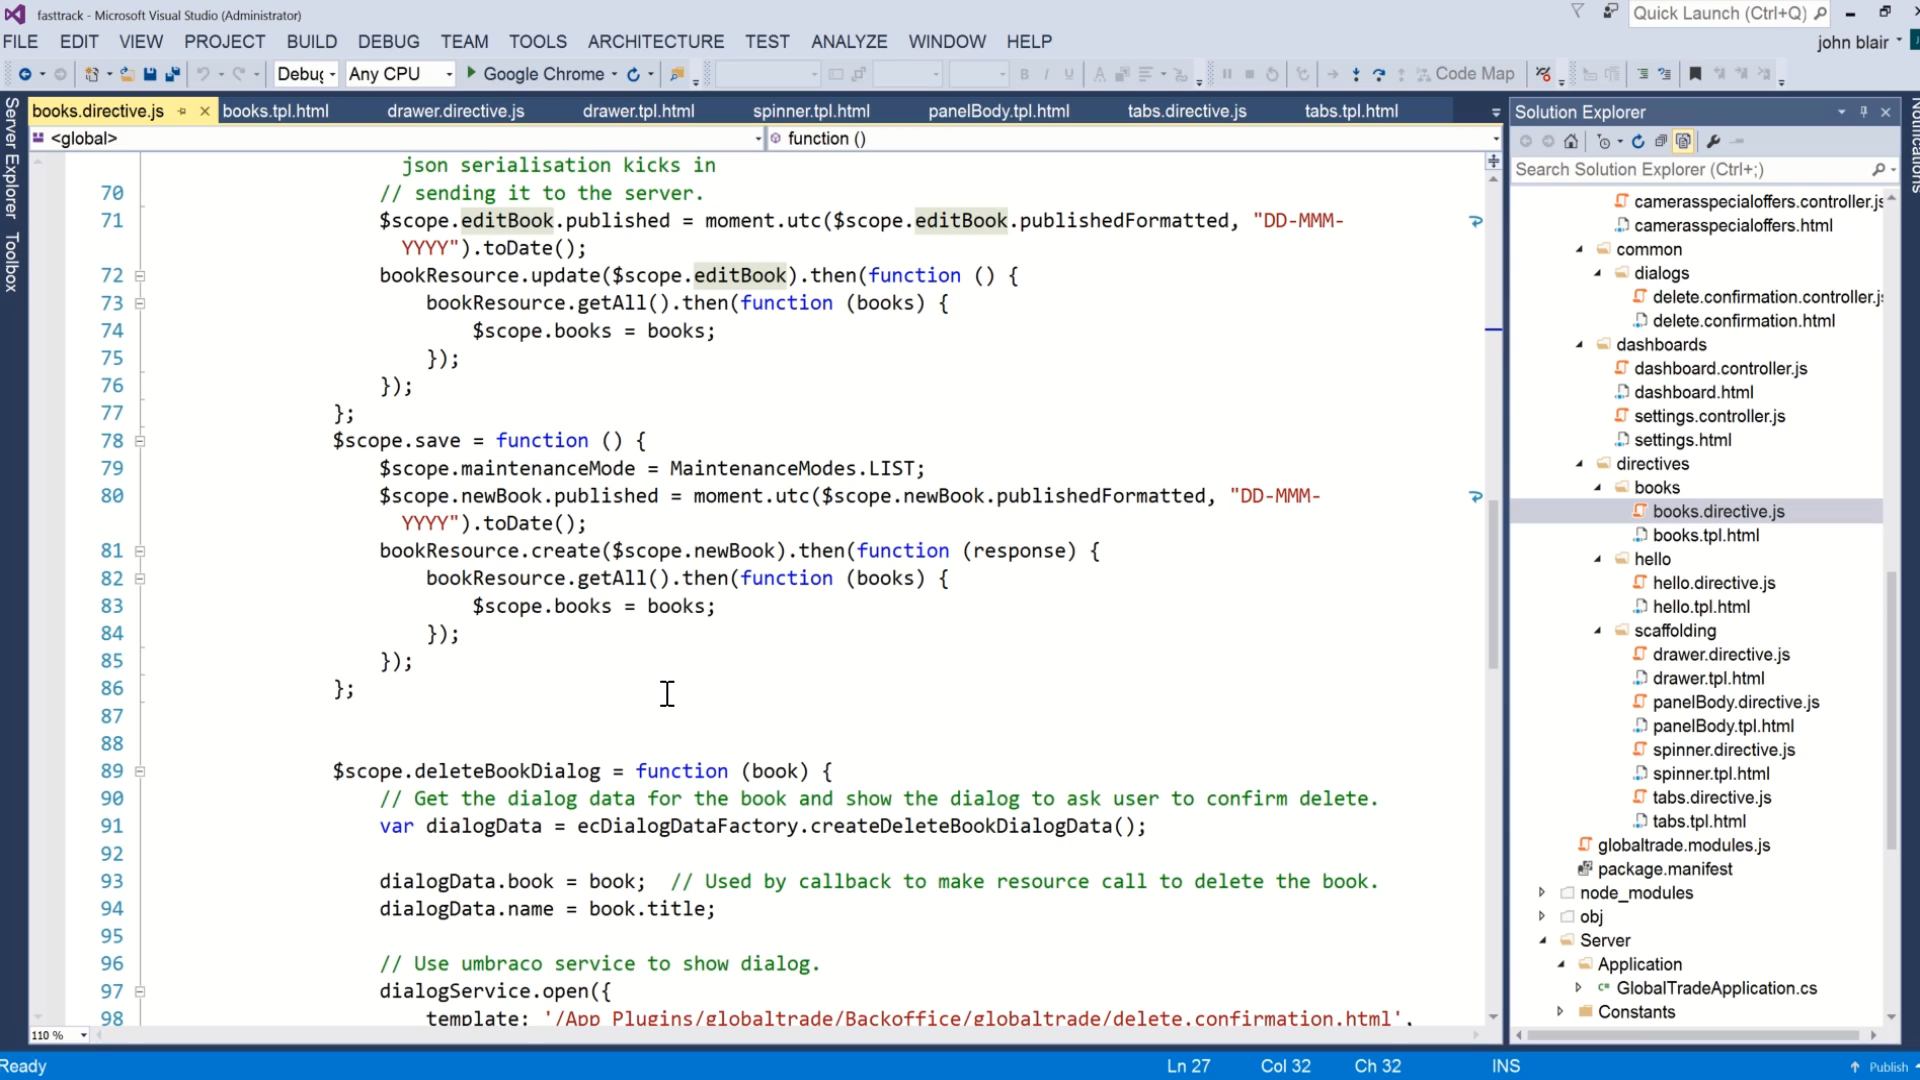 fasttrack - Microsoft Visual Studio (Administrator)
Quick Launch (Ctrl+Q)
FILE EDIT VIEW PROJECT BUILD DEBUG TEAM TOOLS ARCHITECTURE TEST ANALYZE WINDOW HELP
john blair
Debug Any CPU Google Chrome Code Map
Server Explorer
Toolbox
Notifications
books.directive.js books.tpl.html drawer.directive.js drawer.tpl.html spinner.tpl.html panelBody.tpl.html tabs.directive.js tabs.tpl.html
<global> function ()
json serialisation kicks in
70 // sending it to the server.
71 $scope.editBook.published = moment.utc($scope.editBook.publishedFormatted, "DD-MMM-
YYYY").toDate();
72 bookResource.update($scope.editBook).then(function () {
73 bookResource.getAll().then(function (books) {
74 $scope.books = books;
75 });
76 });
77 };
78 $scope.save = function () {
79 $scope.maintenanceMode = MaintenanceModes.LIST;
80 $scope.newBook.published = moment.utc($scope.newBook.publishedFormatted, "DD-MMM-
YYYY").toDate();
81 bookResource.create($scope.newBook).then(function (response) {
82 bookResource.getAll().then(function (books) {
83 $scope.books = books;
84 });
85 });
86 };
87
88
89 $scope.deleteBookDialog = function (book) {
90 // Get the dialog data for the book and show the dialog to ask user to confirm delete.
91 var dialogData = ecDialogDataFactory.createDeleteBookDialogData();
92
93 dialogData.book = book; // Used by callback to make resource call to delete the book.
94 dialogData.name = book.title;
95
96 // Use umbraco service to show dialog.
97 dialogService.open({
98 template: '/App_Plugins/globaltrade/Backoffice/globaltrade/delete.confirmation.html',
110 %
Solution Explorer
Search Solution Explorer (Ctrl+;)
camerasspecialoffers.controller.js
camerasspecialoffers.html
common
dialogs
delete.confirmation.controller.js
delete.confirmation.html
dashboards
dashboard.controller.js
dashboard.html
settings.controller.js
settings.html
directives
books
books.directive.js
books.tpl.html
hello
hello.directive.js
hello.tpl.html
scaffolding
drawer.directive.js
drawer.tpl.html
panelBody.directive.js
panelBody.tpl.html
spinner.directive.js
spinner.tpl.html
tabs.directive.js
tabs.tpl.html
globaltrade.modules.js
package.manifest
node_modules
obj
Server
Application
GlobalTradeApplication.cs
Constants
Ready Ln 27 Col 32 Ch 32 INS Publish